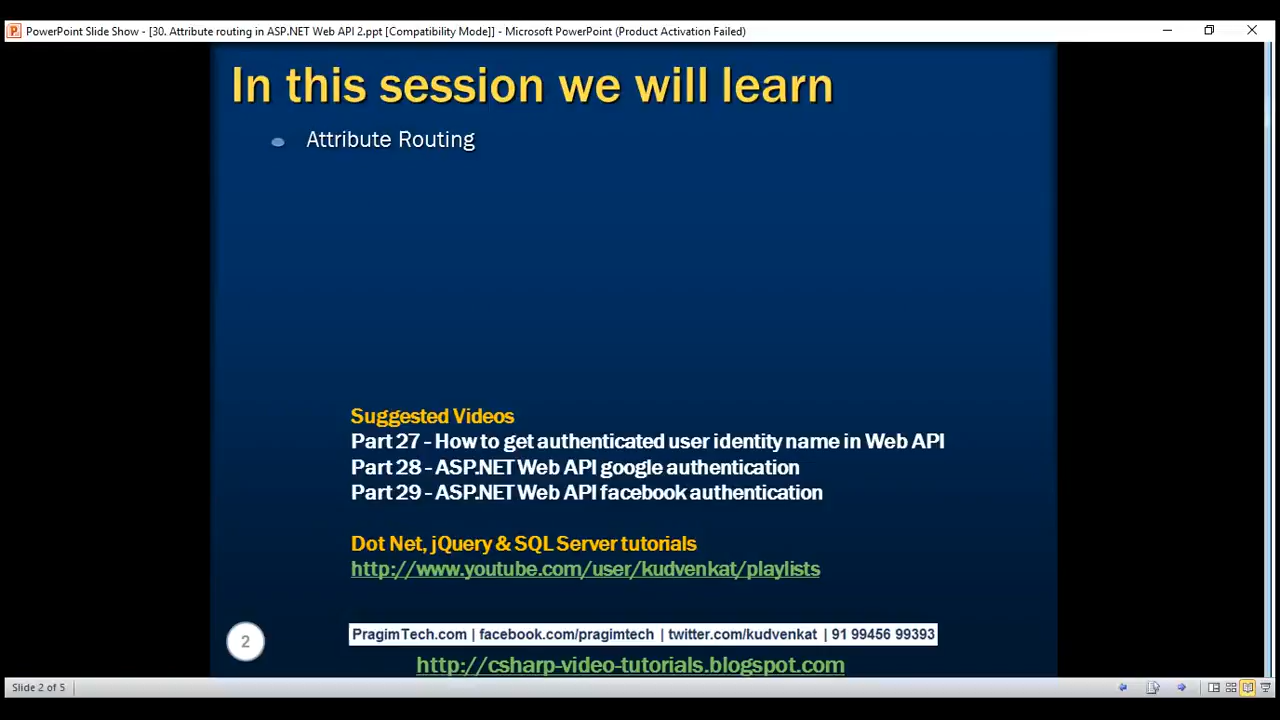 PowerPoint Slide Show - [30. Attribute routing in ASP.NET Web API 2.ppt [Compatibility Mode]] - Microsoft PowerPoint (Product Activation Failed)
In this session we will learn
Attribute Routing
Suggested Videos
Part 27 - How to get authenticated user identity name in Web API
Part 28 - ASP.NET Web API google authentication
Part 29 - ASP.NET Web API facebook authentication
Dot Net, jQuery & SQL Server tutorials
http://www.youtube.com/user/kudvenkat/playlists
2
PragimTech.com | facebook.com/pragimtech | twitter.com/kudvenkat | 91 99456 99393
http://csharp-video-tutorials.blogspot.com
Slide 2 of 5